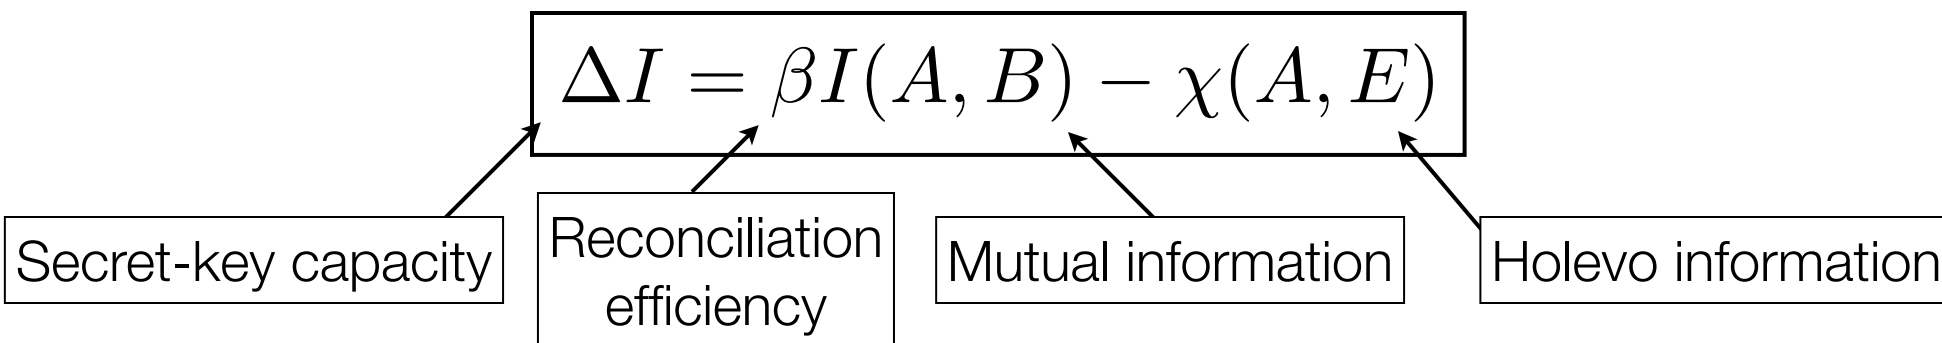 ΔI = βI(A, B) − χ(A, E)
Secret-key capacity
Reconciliation
efficiency
Mutual information
Holevo information